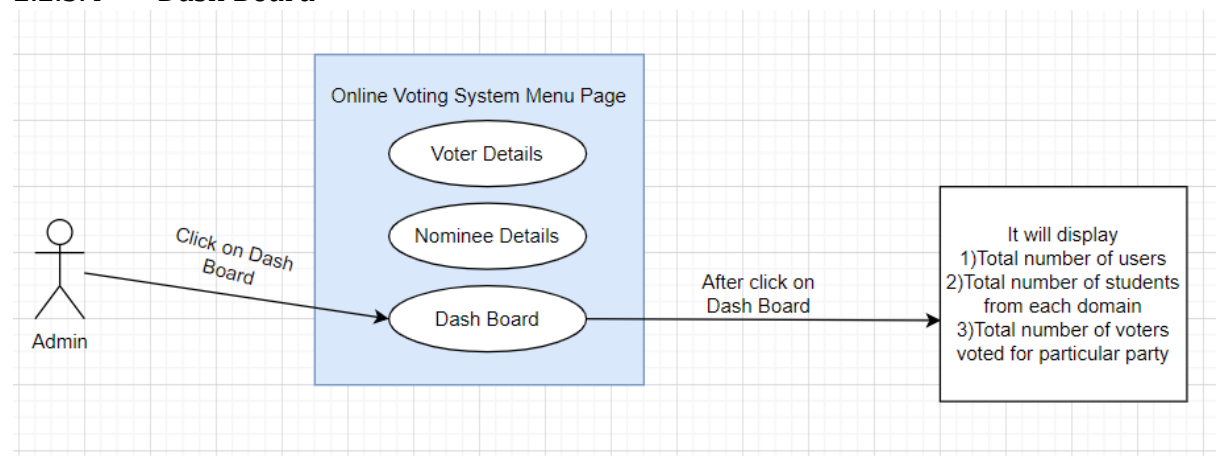 Dash Board
Online Voting System Menu Page
Voter Details
Nominee Details
Click on Dash
Board
Dash Board
Admin
After click on
Dash Board
It will display
1)Total number of users
2)Total number of students
from each domain
3)Total number of voters
voted for particular party